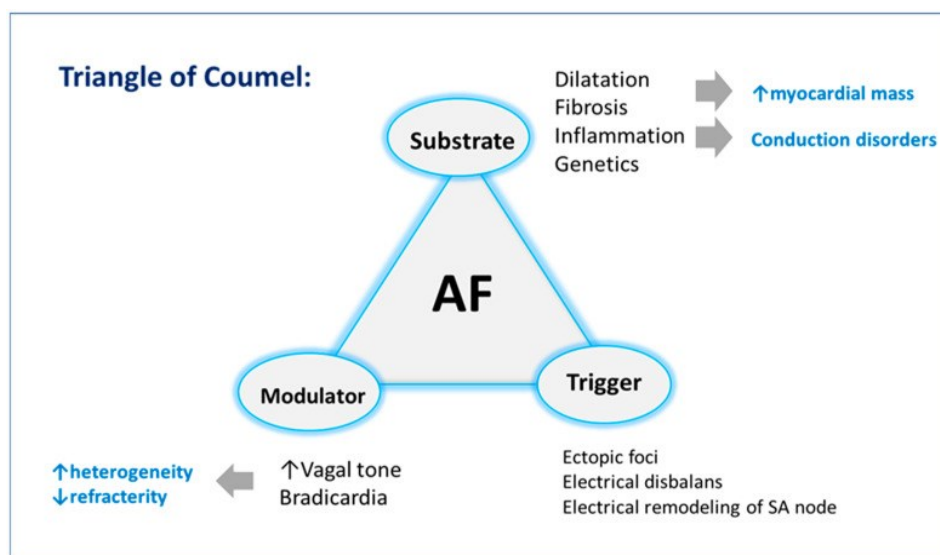 Triangle of Coumel:
Dilatation
Fibrosis
Inflammation
Genetics
↑myocardial mass
Conduction disorders
Substrate
AF
Modulator
Trigger
↑heterogeneity
↓refracterity
↑Vagal tone
Bradicardia
Ectopic foci
Electrical disbalans
Electrical remodeling of SA node